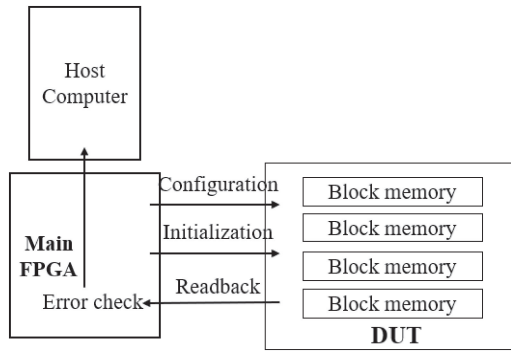 Host
Computer
Configuration
Block memory
Block memory
Initialization
Main
FPGA
Block memory
Readback
Error check
Block memory
DUT